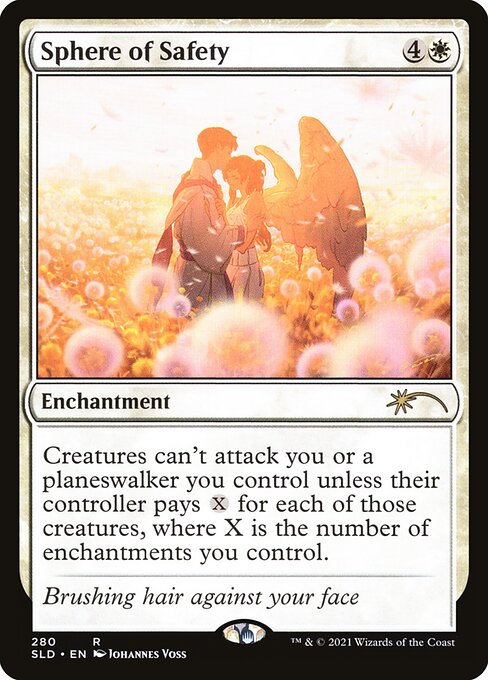 Sphere of Safety 4
Enchantment
Creatures can't attack you or a
planeswalker you control unless their
controller pays X for each of those
creatures, where X is the number of
enchantments you control.
Brushing hair against your face
280 R
SLD • EN Johannes Voss
™ & © 2021 Wizards of the Coast